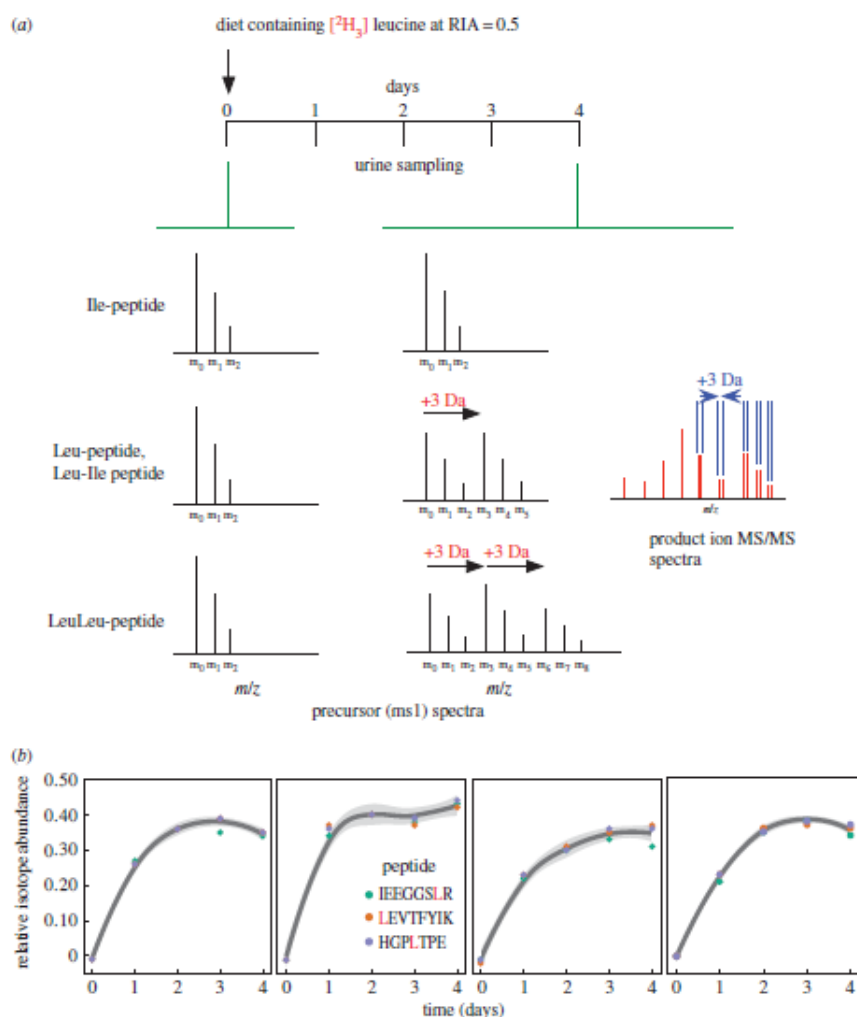 (a)
diet containing [²H₃] leucine at RIA = 0.5
days
0 1 2 3 4
urine sampling
Ile-peptide
m₀ m₁ m₂
m₀ m₁ m₂
Leu-peptide,
Leu-Ile peptide
+3 Da
+3 Da
m₀ m₁ m₂
m₀ m₁ m₂ m₃ m₄ m₅
m/z
product ion MS/MS
spectra
LeuLeu-peptide
+3 Da +3 Da
m₀ m₁ m₂
m₀ m₁ m₂ m₃ m₄ m₅ m₆ m₇ m₈
m/z
m/z
precursor (ms1) spectra
(b)
relative isotope abundance
0.50
0.40
0.30
0.20
0.10
0
peptide
IEEGGSLR
LEVTFYIK
HGPLTPE
0 1 2 3 4 0 1 2 3 4 0 1 2 3 4 0 1 2 3 4
time (days)